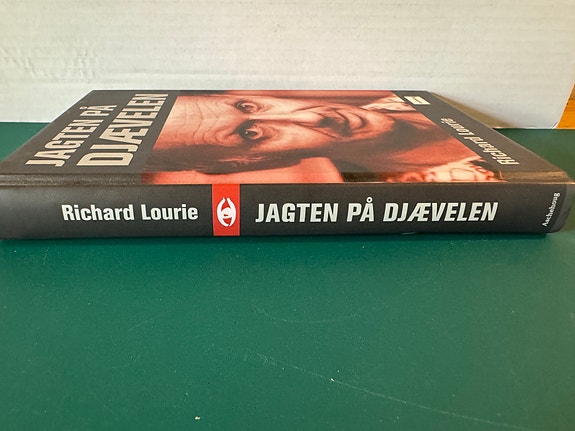 JAGTEN PÅ
DJÆVELEN
Richard Lourie
Richard Lourie JAGTEN PÅ DJÆVELEN Aschehoug